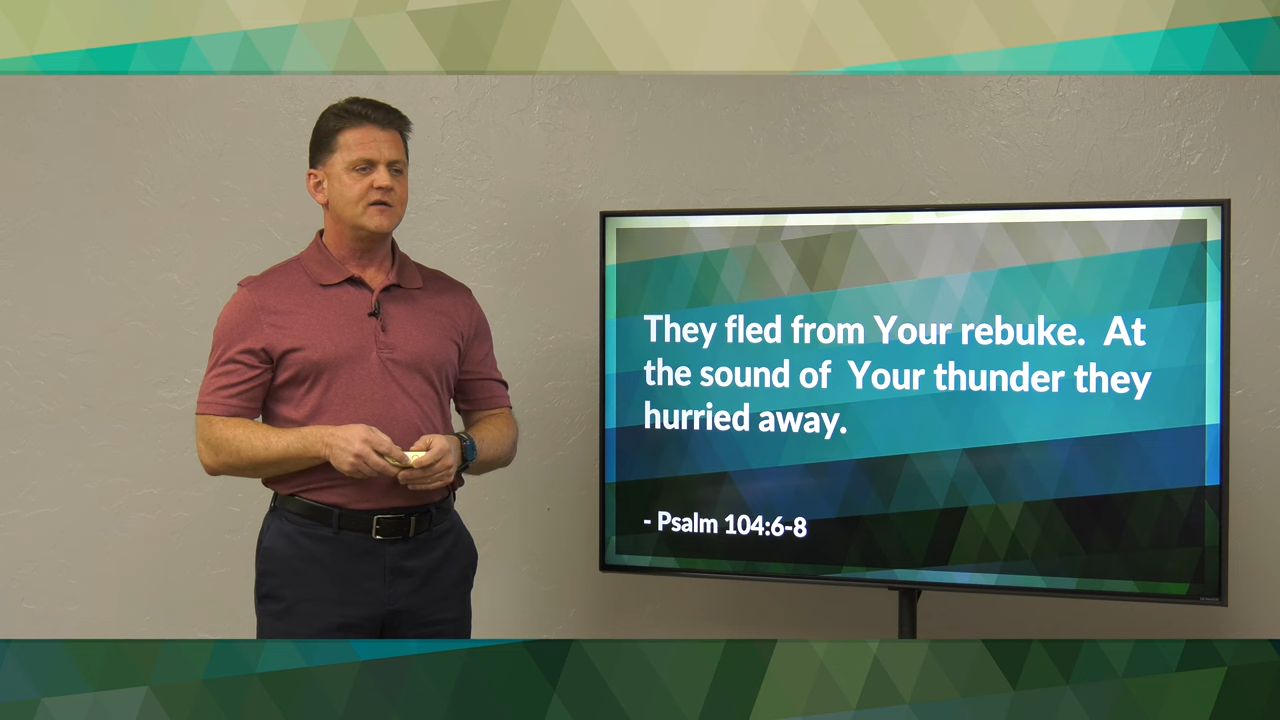 They fled from Your rebuke. At
the sound of Your thunder they
hurried away.
- Psalm 104:6-8